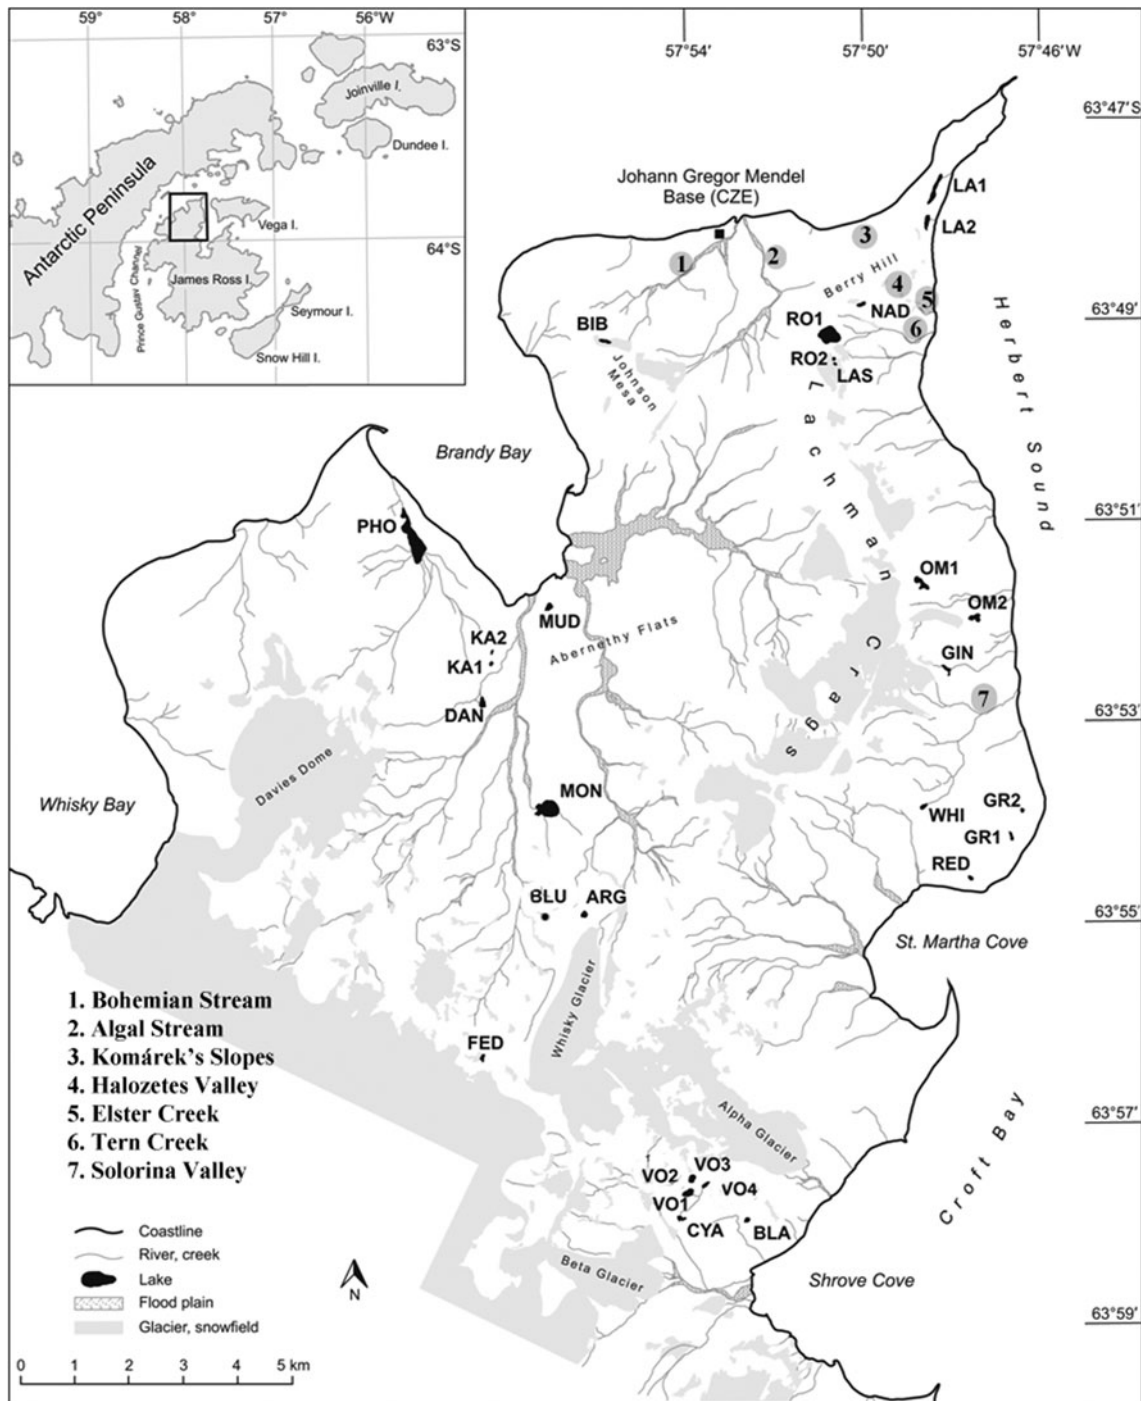 59°
58°
57°
56°W
63°S
64°S
Joinville I.
Dundee I.
Antarctic Peninsula
Vega I.
Prince Gustav Channel
James Ross I.
Seymour I.
Snow Hill I.
57°54'
57°50'
57°46'W
63°47'S
63°49'
63°51'
63°53'
63°55'
63°57'
63°59'
Johann Gregor Mendel
Base (CZE)
LA1
LA2
1
2
3
4
5
6
Berry Hill
NAD
BIB
RO1
RO2
LAS
Johnson
Mesa
Herbert Sound
Lachman
Crags
Brandy Bay
PHO
OM1
OM2
GIN
7
MUD
Abernethy Flats
KA2
KA1
DAN
Davies Dome
Whisky Bay
MON
WHI
GR2
GR1
RED
BLU
ARG
St. Martha Cove
Whisky Glacier
FED
Alpha Glacier
Croft Bay
VO3
VO2
VO4
VO1
CYA
BLA
Beta Glacier
Shrove Cove
1. Bohemian Stream
2. Algal Stream
3. Komárek's Slopes
4. Halozetes Valley
5. Elster Creek
6. Tern Creek
7. Solorina Valley
Coastline
River, creek
Lake
Flood plain
Glacier, snowfield
N
0 1 2 3 4 5 km